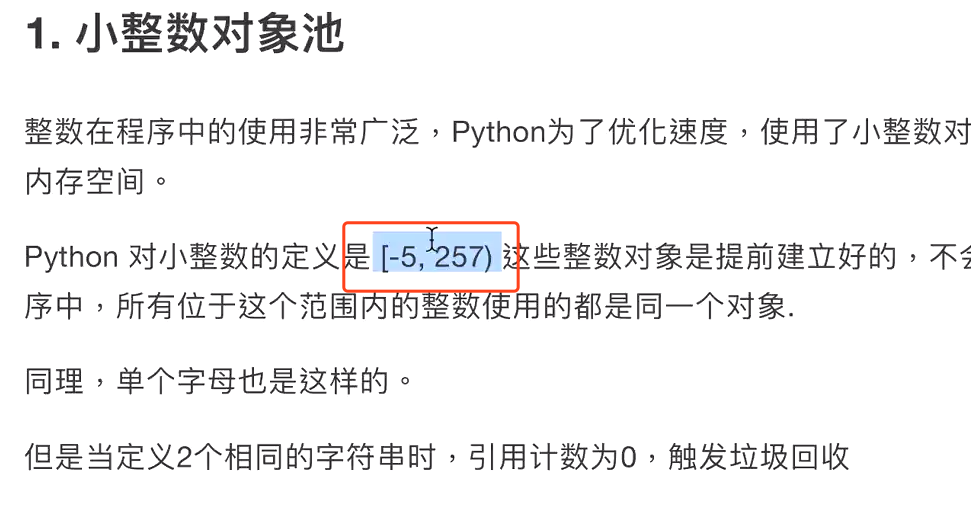 1. 小整数对象池
整数在程序中的使用非常广泛，Python为了优化速度，使用了小整数对
内存空间。
Python 对小整数的定义是 [-5, 257) 这些整数对象是提前建立好的，不会
序中，所有位于这个范围内的整数使用的都是同一个对象.
同理，单个字母也是这样的。
但是当定义2个相同的字符串时，引用计数为0，触发垃圾回收